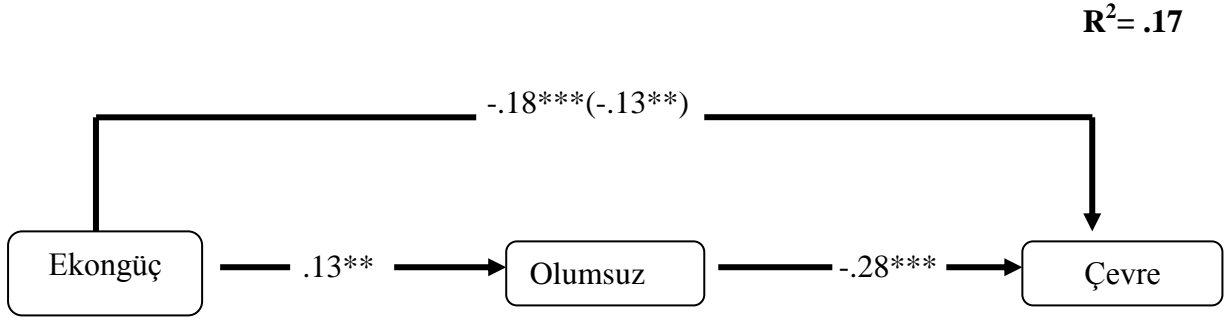 R²= .17
-.18***(-.13**)
Ekongüç
.13**
Olumsuz
-.28***
Çevre